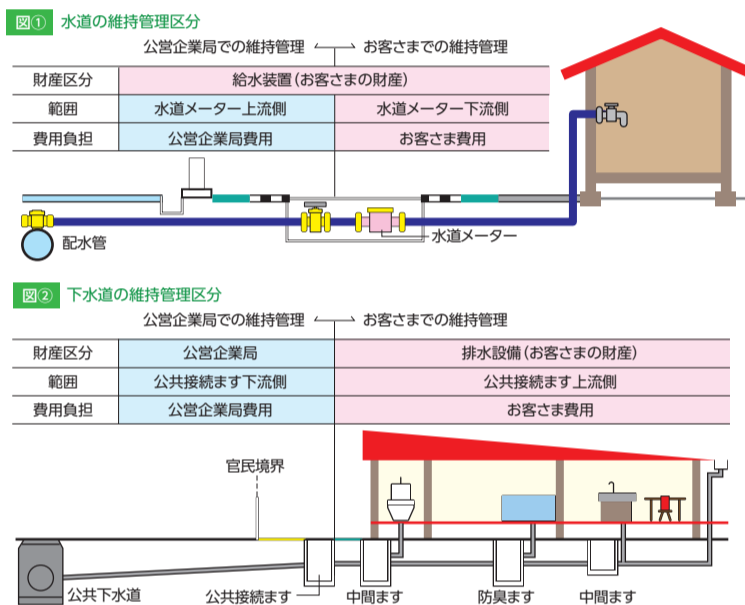 図① 水道の維持管理区分
公営企業局での維持管理 お客さまでの維持管理
財産区分 給水装置(お客さまの財産)
範囲 水道メーター上流側 水道メーター下流側
費用負担 公営企業局費用 お客さま費用
配水管
水道メーター
図② 下水道の維持管理区分
公営企業局での維持管理 お客さまでの維持管理
財産区分 公営企業局 排水設備(お客さまの財産)
範囲 公共接続ます下流側 公共接続ます上流側
費用負担 公営企業局費用 お客さま費用
官民境界
公共下水道 公共接続ます 中間ます 防臭ます 中間ます